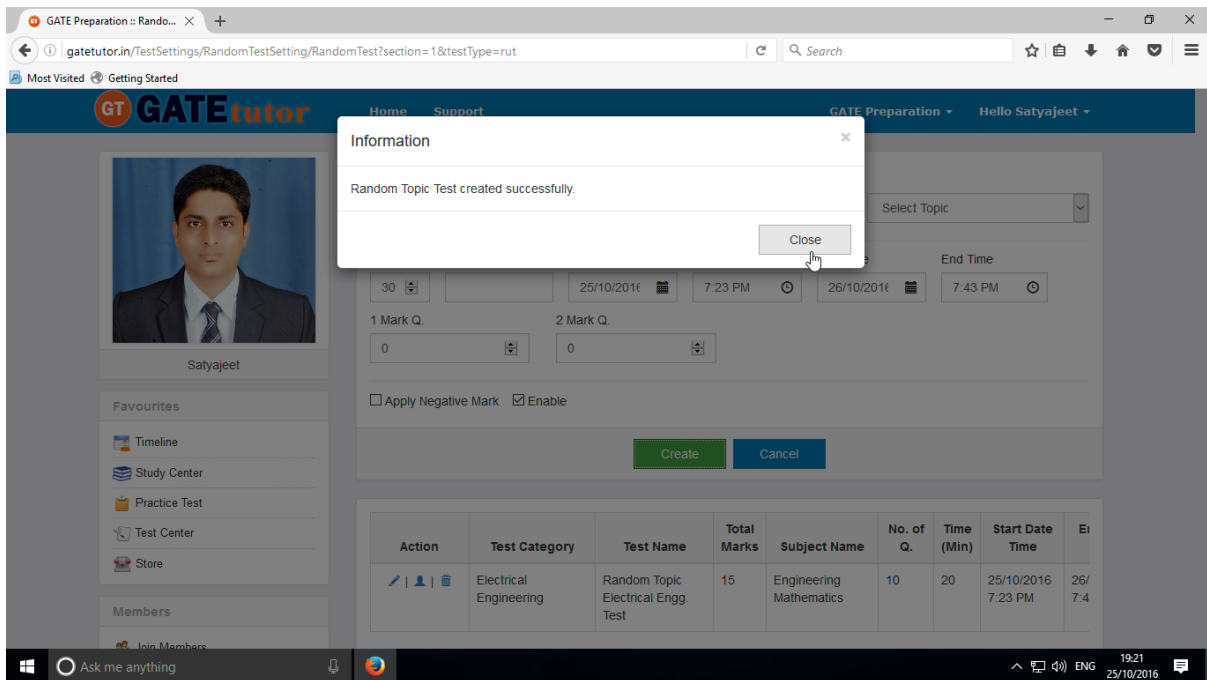 GATE Preparation :: Rando...
gatetutor.in/TestSettings/RandomTestSetting/RandomTest?section=1&testType=rut
Search
Most Visited Getting Started
GT GATEtutor
Home Support GATE Preparation Hello Satyajeet
Information
Random Topic Test created successfully.
Close
Select Topic
End Time
30 25/10/2016 7:23 PM 26/10/2016 7:43 PM
1 Mark Q. 2 Mark Q.
0 0
Apply Negative Mark Enable
Create Cancel
Satyajeet
Favourites
Timeline
Study Center
Practice Test
Test Center
Store
Members
Join Members
Action Test Category Test Name Total Marks Subject Name No. of Q. Time (Min) Start Date Time
| | Electrical Engineering Random Topic Electrical Engg. Test 15 Engineering Mathematics 10 20 25/10/2016 7:23 PM 26/ 7:4
Ask me anything
ENG
19:21
25/10/2016